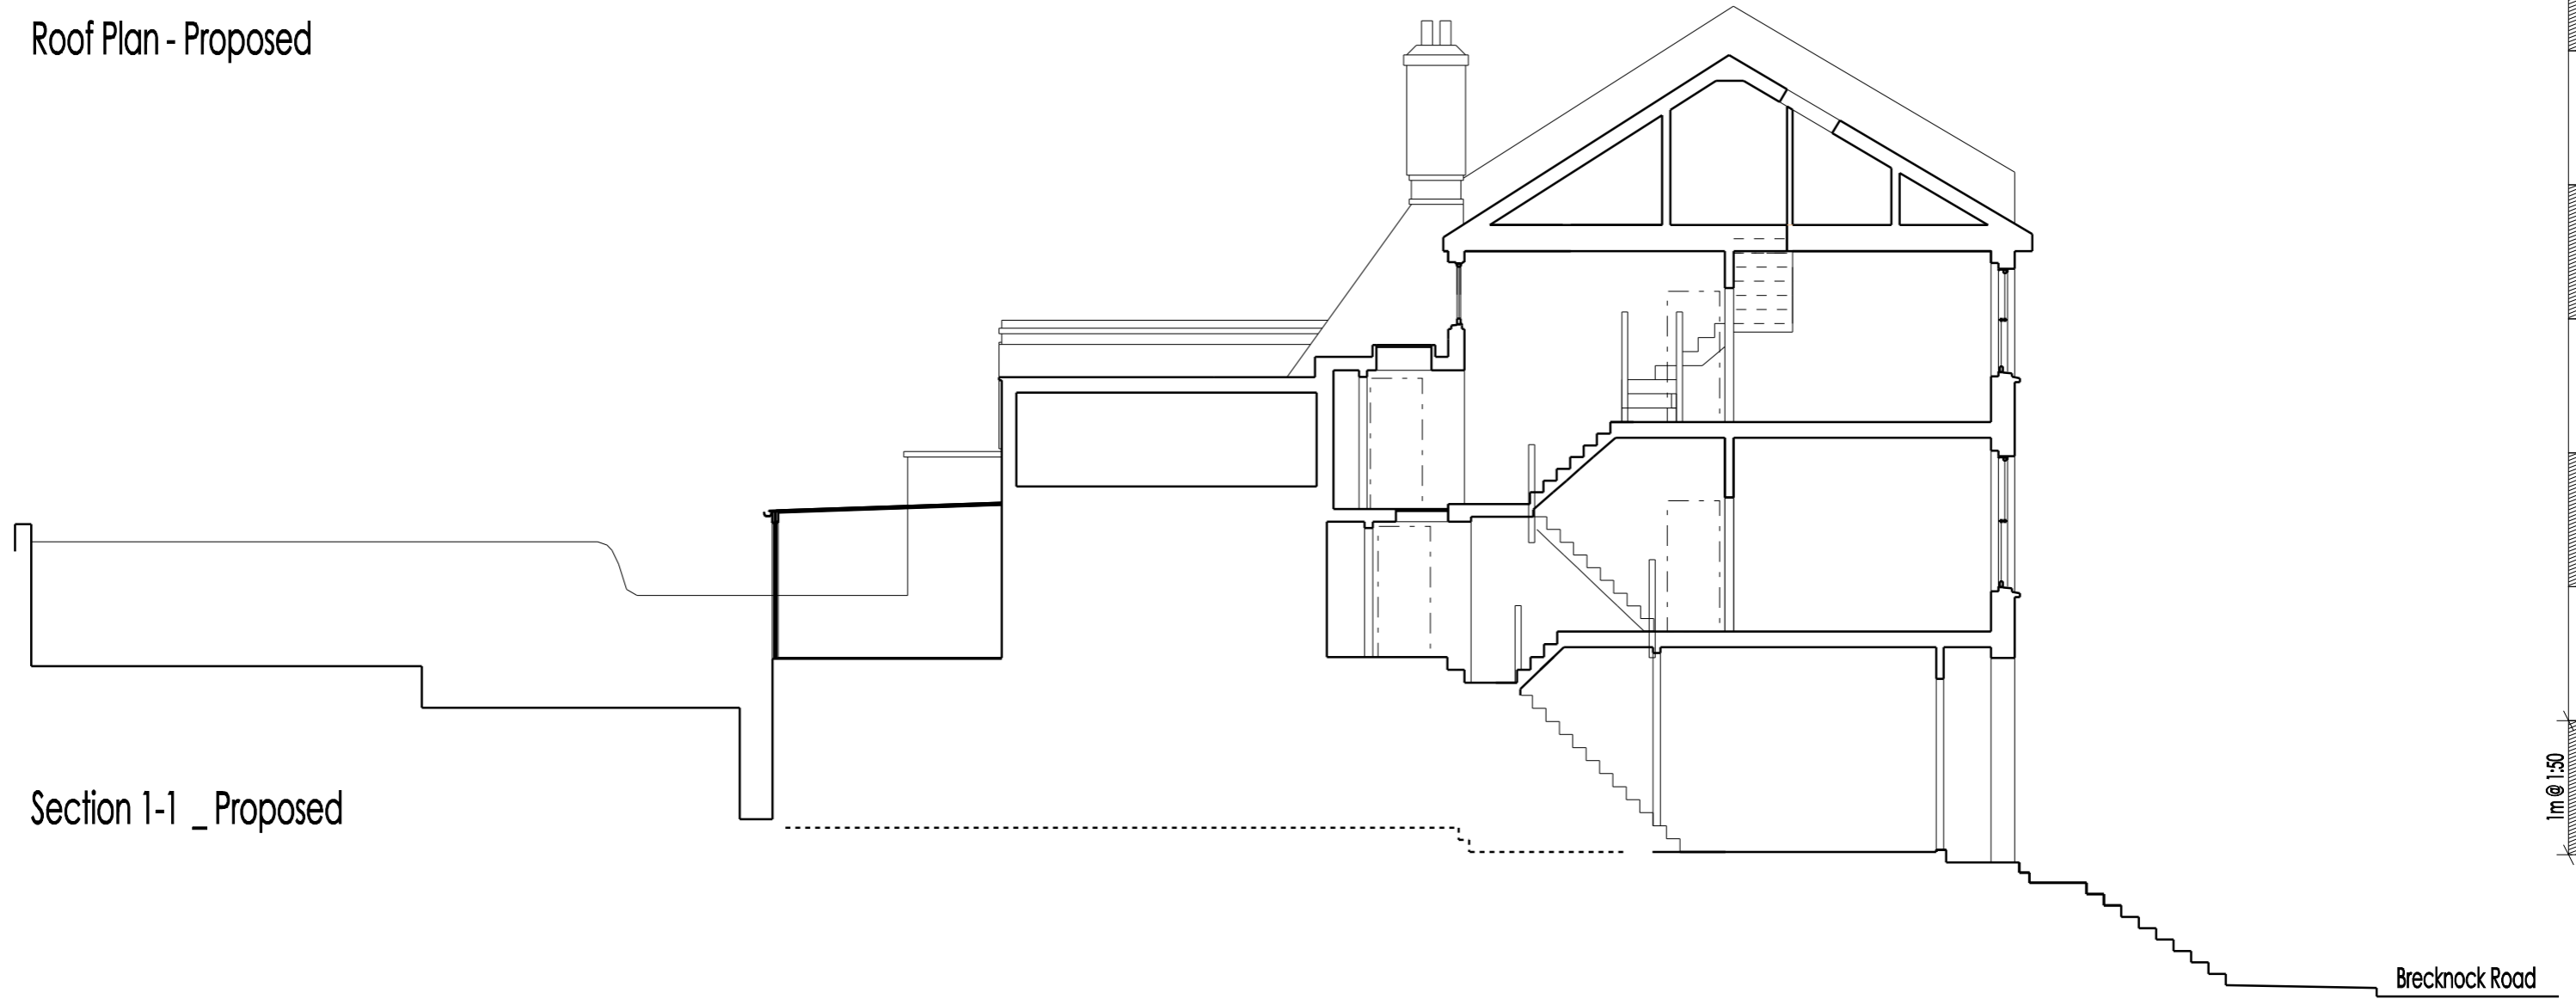 Roof Plan - Proposed
Section 1-1 _ Proposed
1m @ 1:50
Brecknock Road